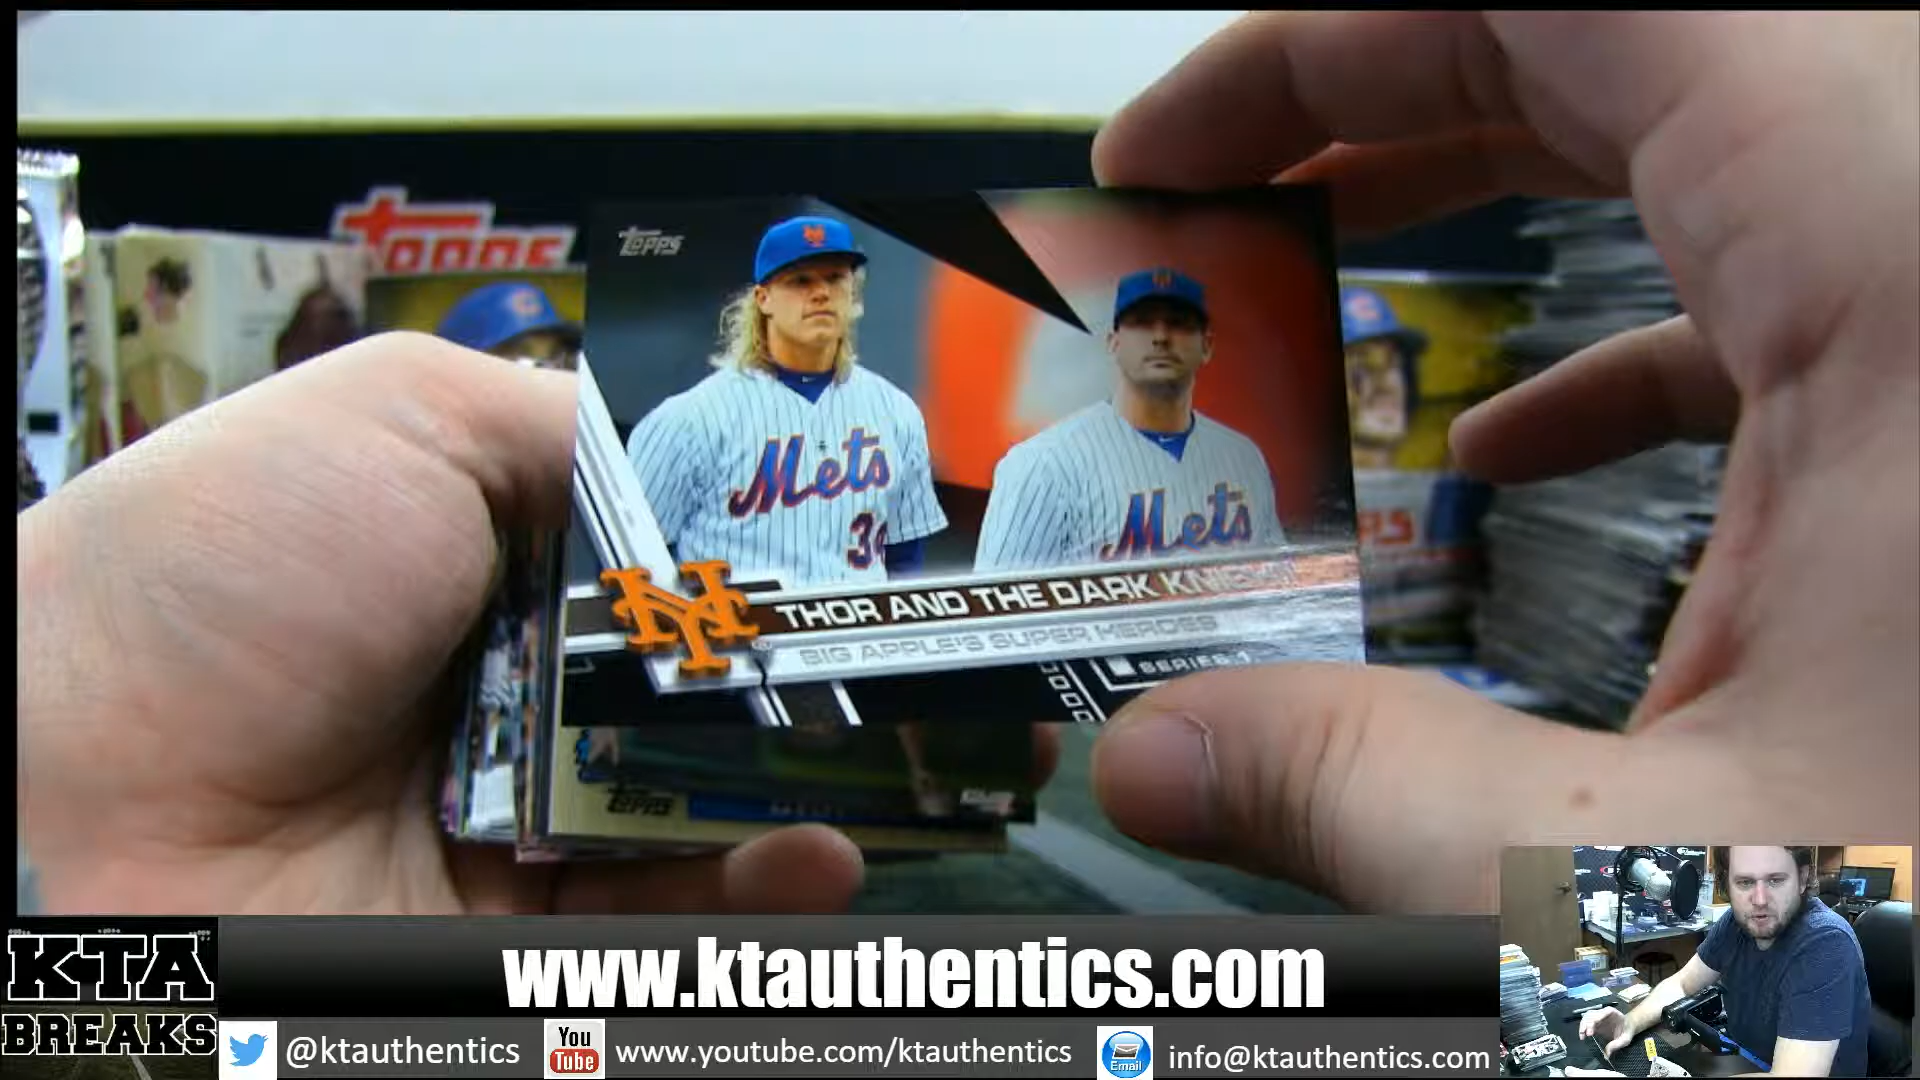 TOPPS
TOPPS
Mets
34
Mets
THOR AND THE DARK KNIGHT
BIG APPLE'S SUPER HEROES
SERIES 1
TOPPS
KTA
BREAKS
www.ktauthentics.com
@ktauthentics
You
Tube
www.youtube.com/ktauthentics
Email
info@ktauthentics.com